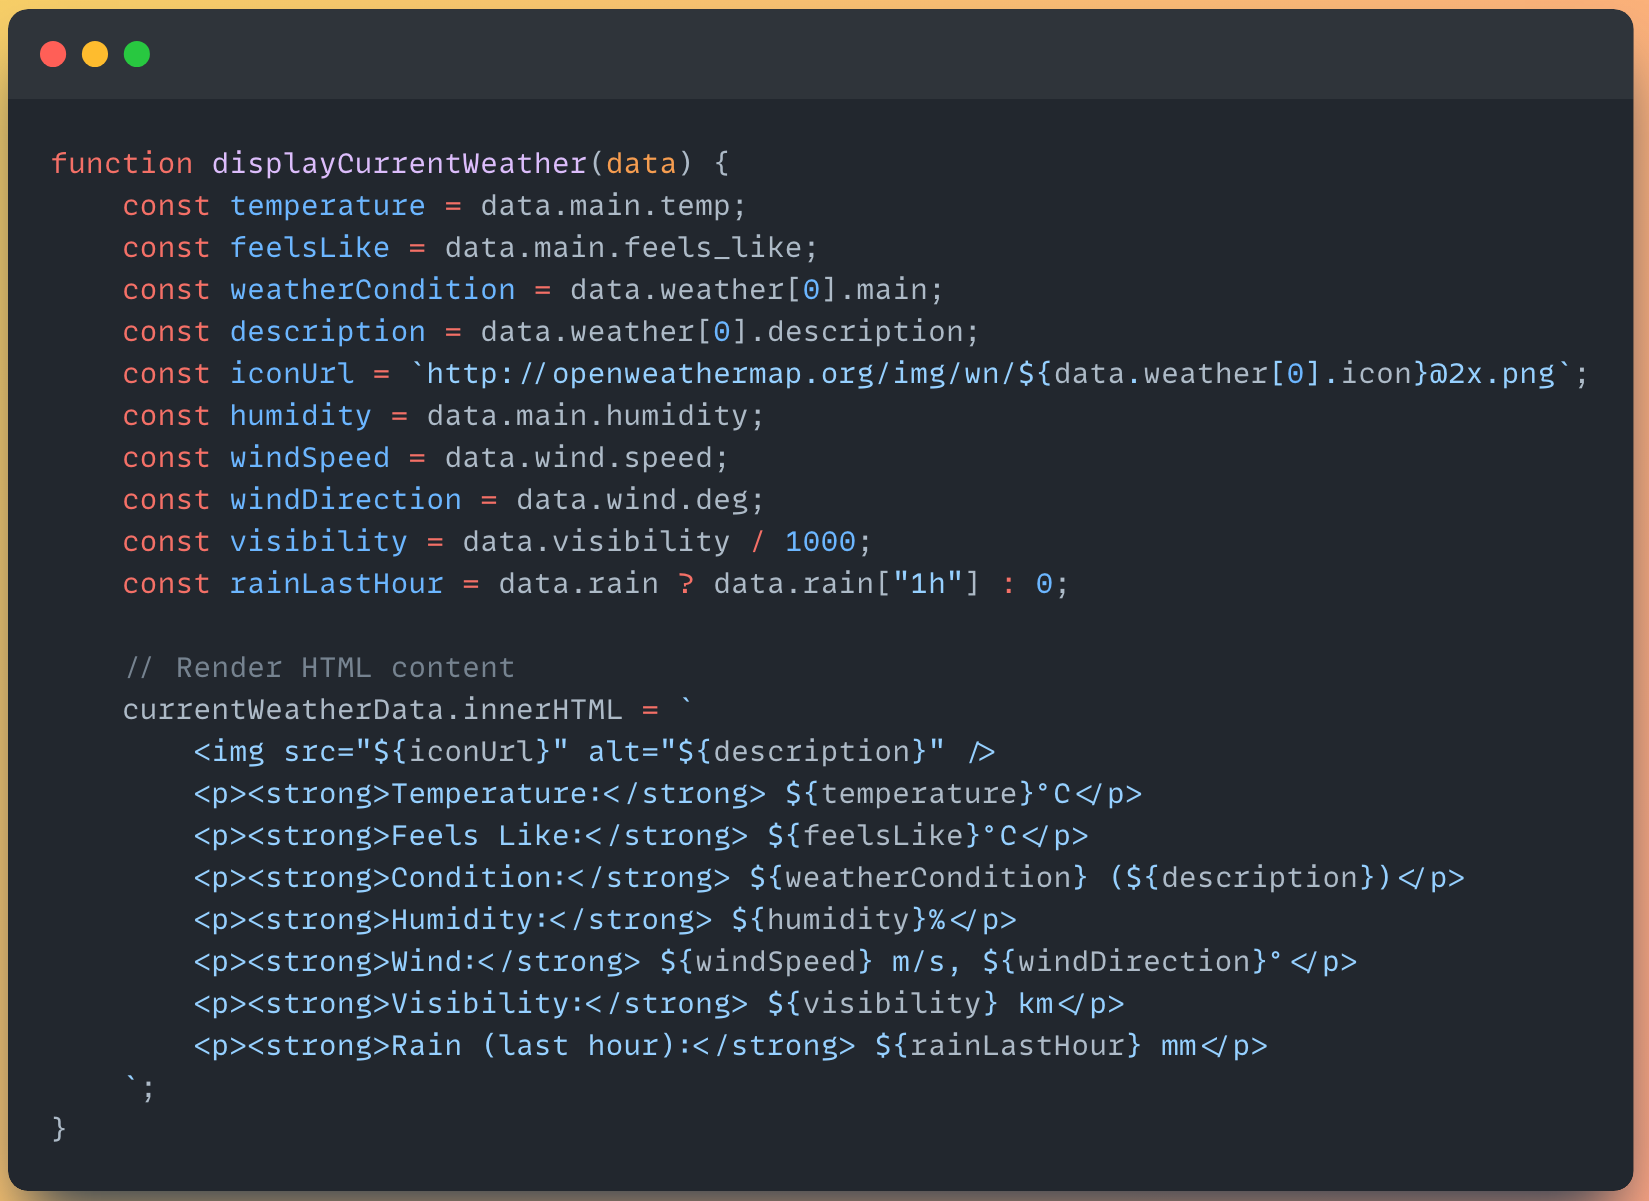 function displayCurrentWeather(data) {
    const temperature = data.main.temp;
    const feelsLike = data.main.feels_like;
    const weatherCondition = data.weather[0].main;
    const description = data.weather[0].description;
    const iconUrl = `http://openweathermap.org/img/wn/${data.weather[0].icon}@2x.png`;
    const humidity = data.main.humidity;
    const windSpeed = data.wind.speed;
    const windDirection = data.wind.deg;
    const visibility = data.visibility / 1000;
    const rainLastHour = data.rain ? data.rain["1h"] : 0;

    // Render HTML content
    currentWeatherData.innerHTML = `
        <img src="${iconUrl}" alt="${description}" />
        <p><strong>Temperature:</strong> ${temperature}°C</p>
        <p><strong>Feels Like:</strong> ${feelsLike}°C</p>
        <p><strong>Condition:</strong> ${weatherCondition} (${description})</p>
        <p><strong>Humidity:</strong> ${humidity}%</p>
        <p><strong>Wind:</strong> ${windSpeed} m/s, ${windDirection}°</p>
        <p><strong>Visibility:</strong> ${visibility} km</p>
        <p><strong>Rain (last hour):</strong> ${rainLastHour} mm</p>
    `;
}